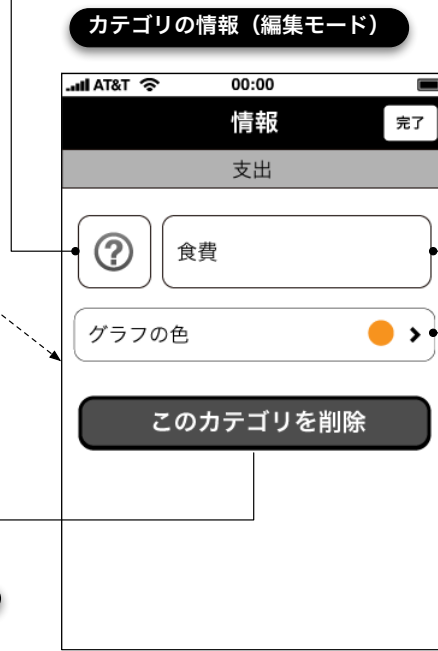 カテゴリの情報（編集モード）
AT&T 00:00
情報 完了
支出
食費
グラフの色
このカテゴリを削除